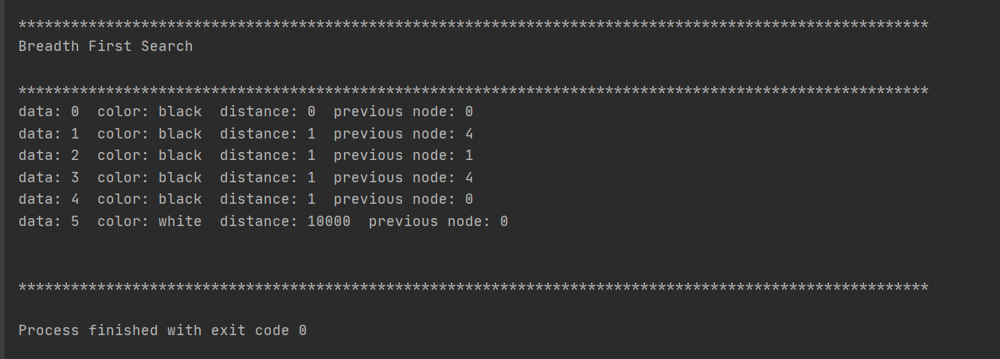 ********************************************************************************************************
Breadth First Search
********************************************************************************************************
data: 0  color: black  distance: 0  previous node: 0
data: 1  color: black  distance: 1  previous node: 4
data: 2  color: black  distance: 1  previous node: 1
data: 3  color: black  distance: 1  previous node: 4
data: 4  color: black  distance: 1  previous node: 0
data: 5  color: white  distance: 10000  previous node: 0
********************************************************************************************************
Process finished with exit code 0